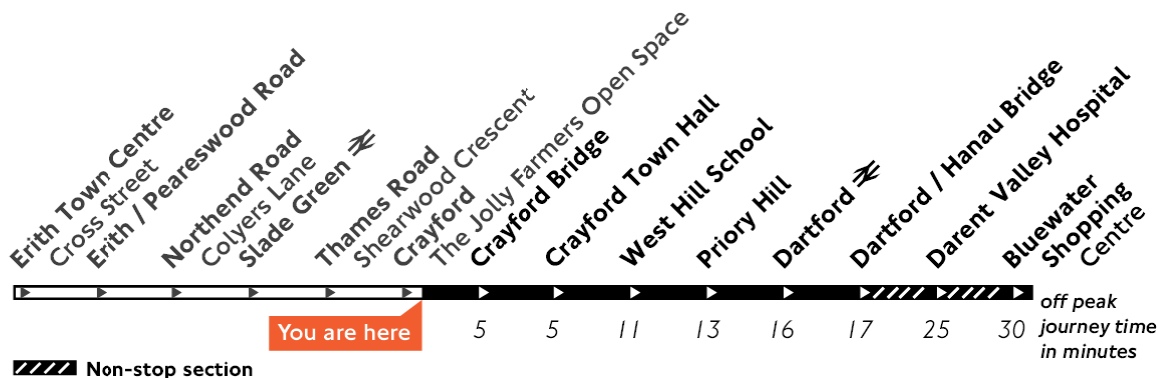 Erith Town Centre
Cross Street
Erith / Peareswood Road
Northend Road
Colyers Lane
Slade Green
Thames Road
Shearwood Crescent
Crayford
The Jolly Farmers Open Space
Crayford Bridge
Crayford Town Hall
West Hill School
Priory Hill
Dartford
Dartford / Hanau Bridge
Darent Valley Hospital
Bluewater
Shopping
Centre
You are here
5 5 11 13 16 17 25 30
off peak
journey time
in minutes
Non-stop section